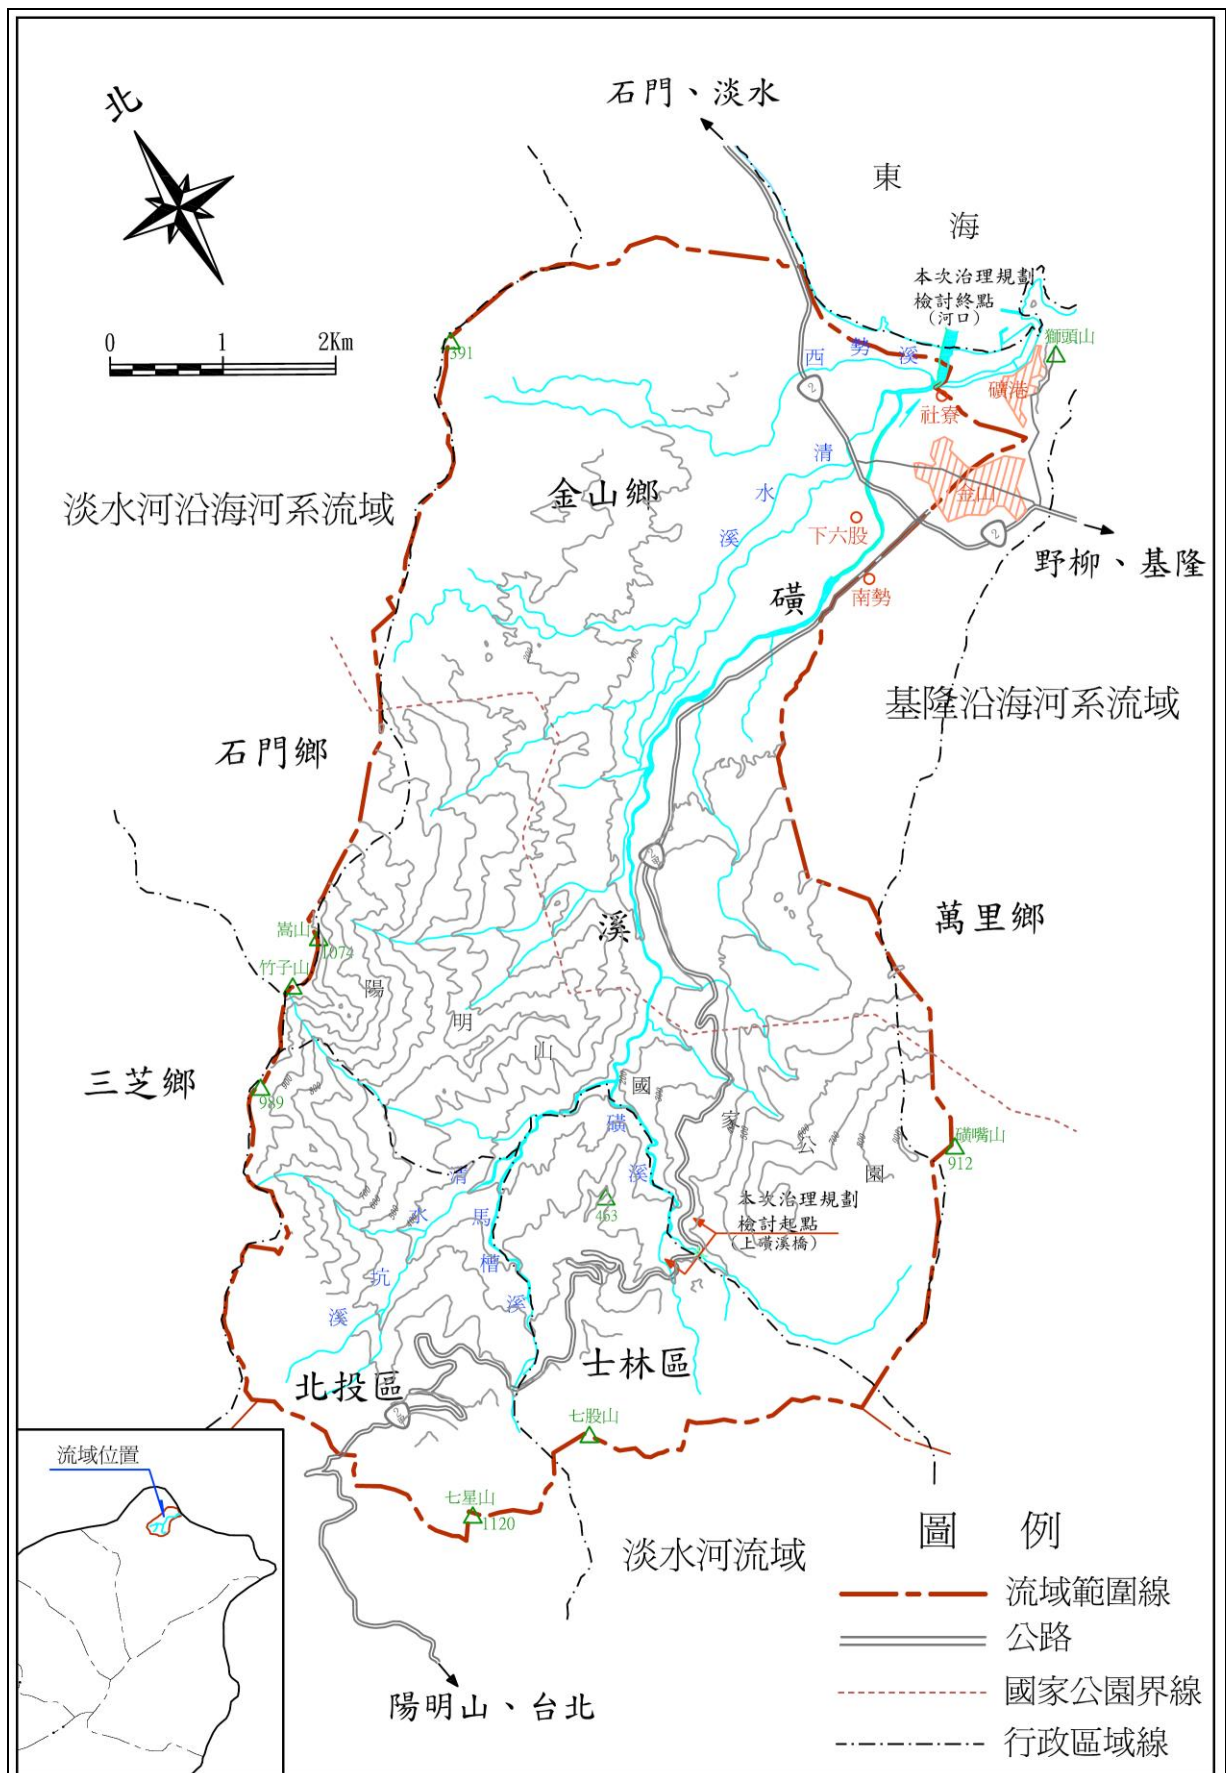 北
石門、淡水
東
海
本次治理規劃
檢討終點
(河口)
0 1 2Km
獅頭山
391
西勢溪
2
礦港
社寮
清水溪
金山鄉
金山
淡水河沿海河系流域
下六股
2
野柳、基隆
南勢
磺
基隆沿海河系流域
石門鄉
溪
萬里鄉
嵩山
1074
竹子山
陽明山國家公園
三芝鄉
989
磺溪
磺嘴山
912
清水坑溪
馬槽溪
463
本次治理規劃
檢討起點
(上磺溪橋)
士林區
北投區
七股山
流域位置
七星山
1120
淡水河流域
圖 例
流域範圍線
公路
國家公園界線
行政區域線
陽明山、台北